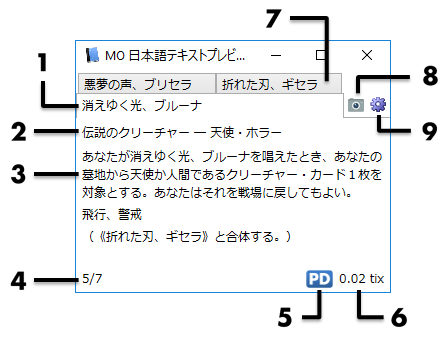 7
MO 日本語テキストプレビ...
8
1
悪夢の声、ブリセラ 折れた刃、ギセラ
消えゆく光、ブルーナ
2
伝説のクリーチャー ― 天使・ホラー
9
あなたが消えゆく光、ブルーナを唱えたとき、あなたの
3
墓地から天使か人間であるクリーチャー・カード１枚を
対象とする。あなたはそれを戦場に戻してもよい。
飛行、警戒
（《折れた刃、ギセラ》と合体する。）
4
5/7
PD
0.02 tix
5
6